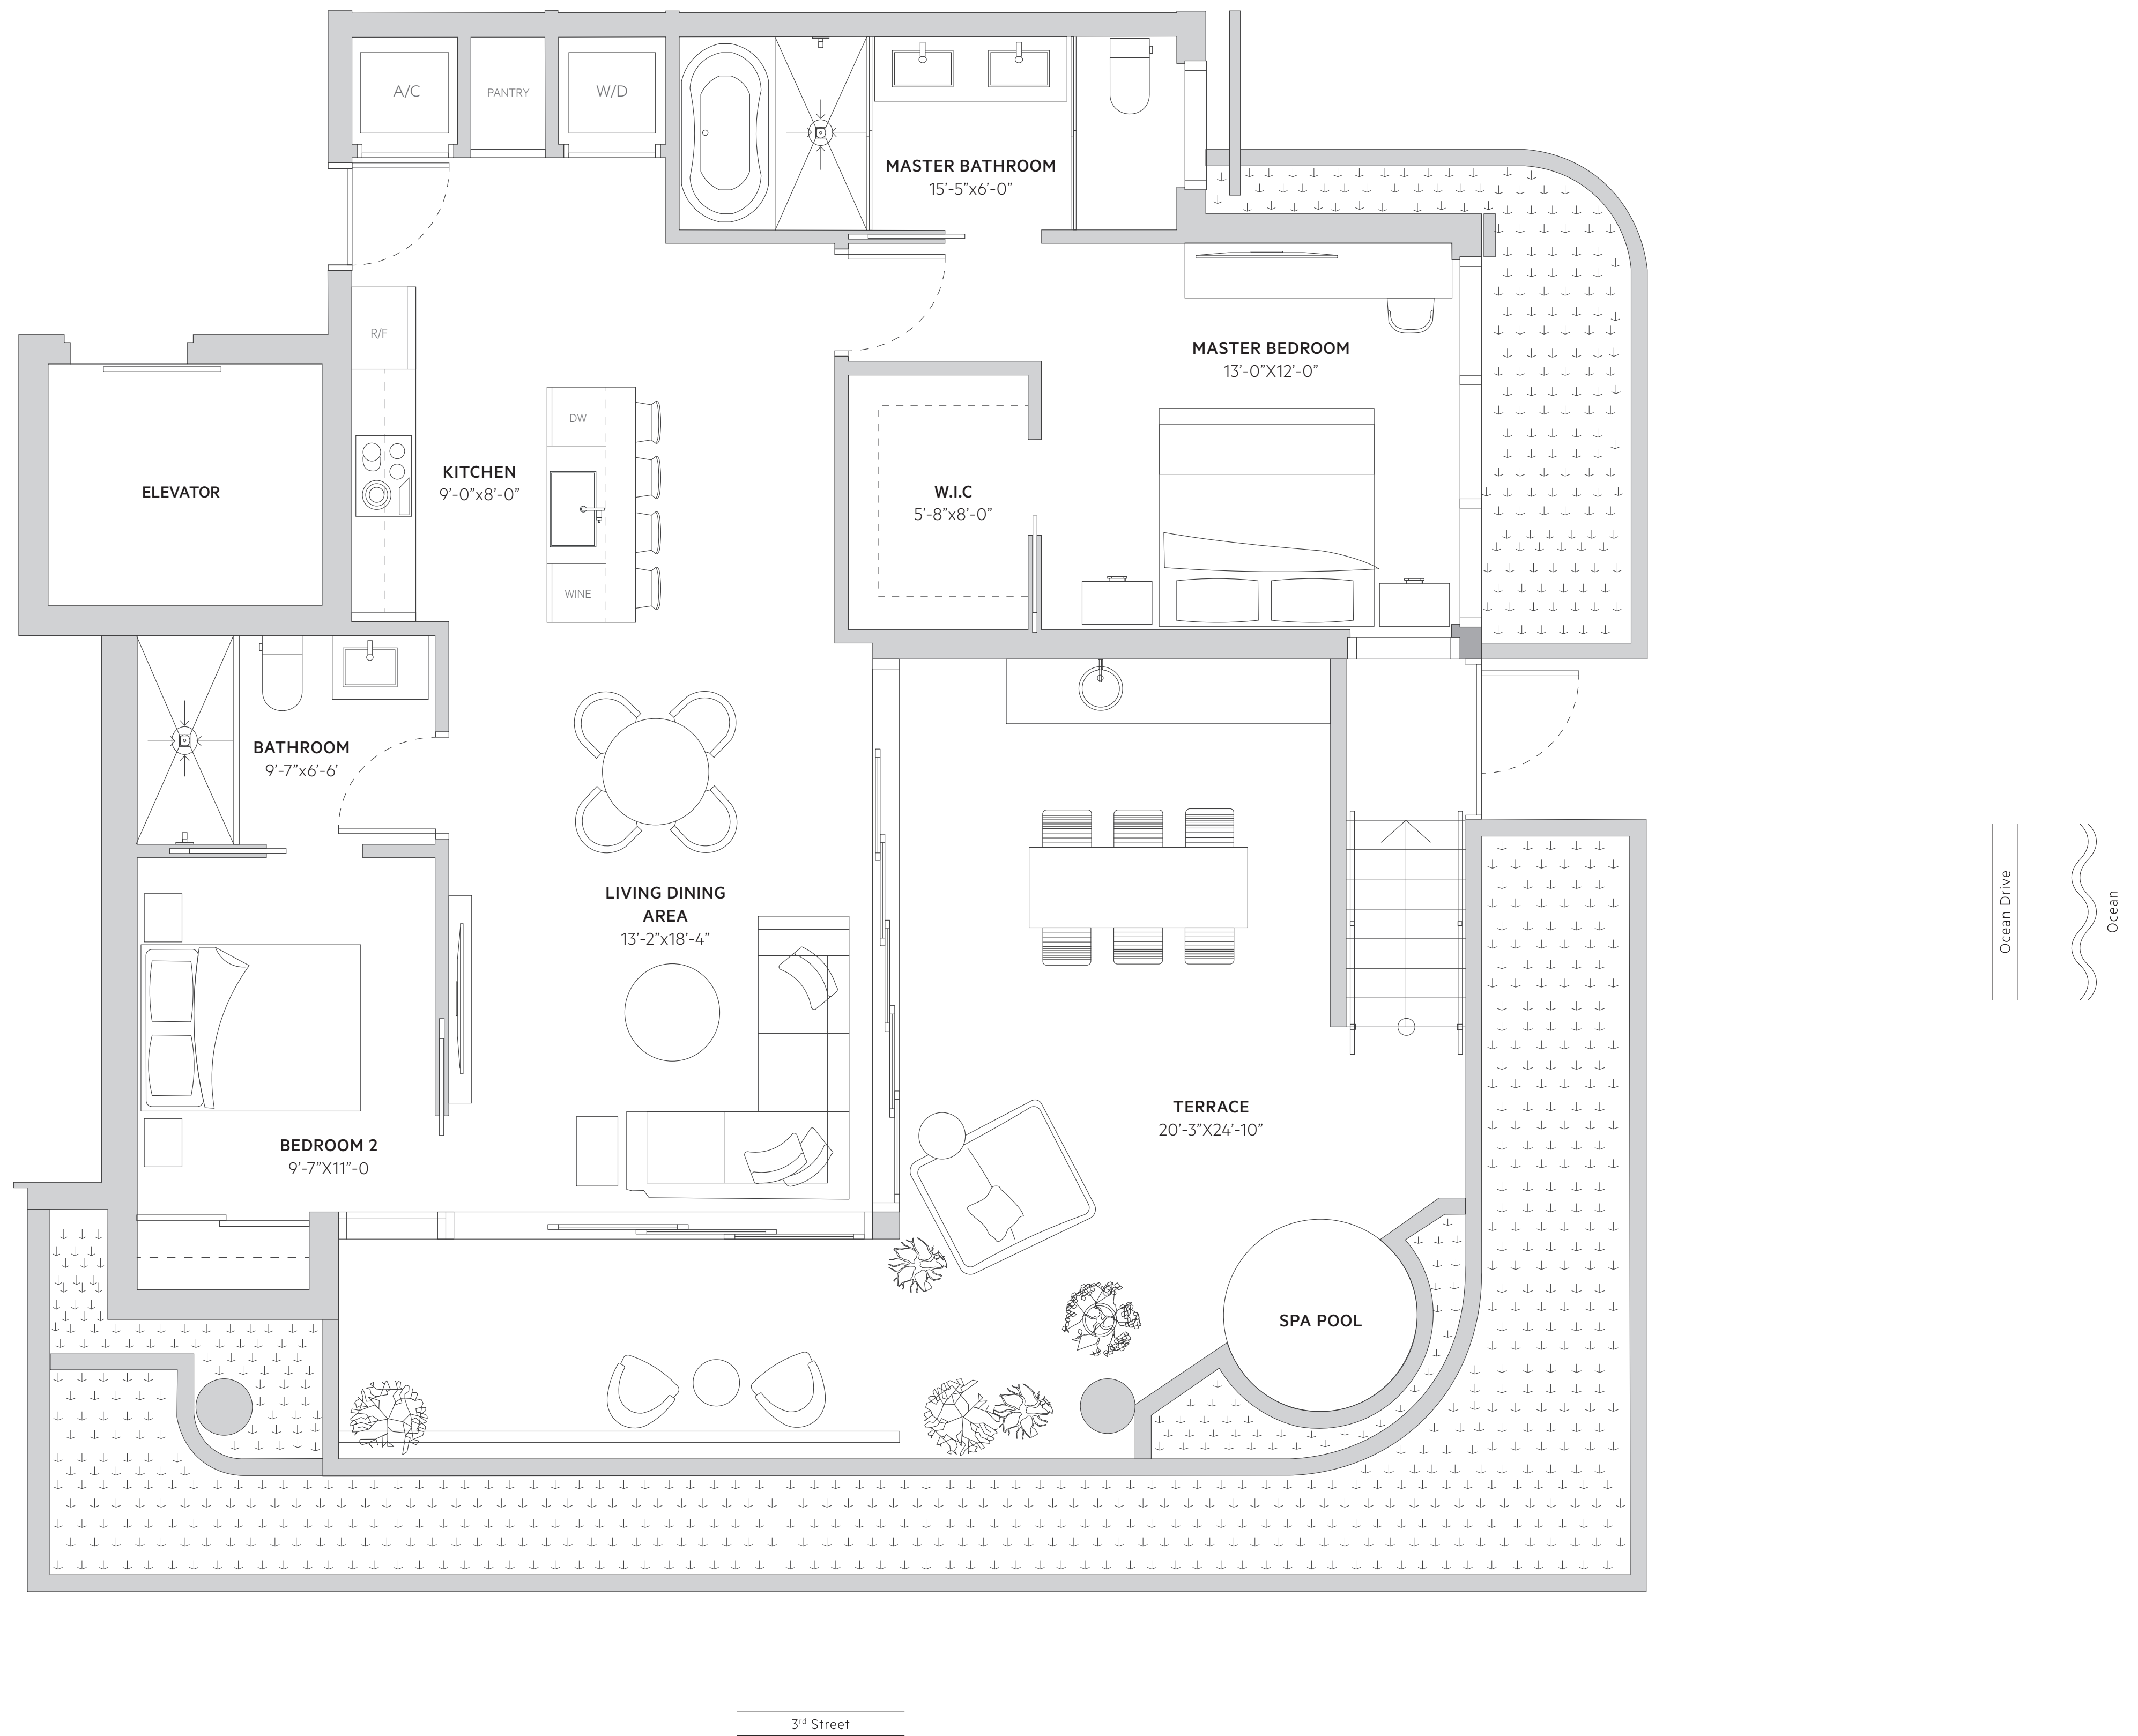 A/C
PANTRY
W/D
MASTER BATHROOM
15'-5"x6'-0"
R/F
MASTER BEDROOM
13'-0"X12'-0"
DW
KITCHEN
9'-0"x8'-0"
ELEVATOR
W.I.C
5'-8"x8'-0"
WINE
BATHROOM
9'-7"x6'-6'
LIVING DINING
AREA
13'-2"x18'-4"
TERRACE
20'-3"X24'-10"
BEDROOM 2
9'-7"X11"-0
SPA POOL
Ocean Drive
Ocean
3rd Street